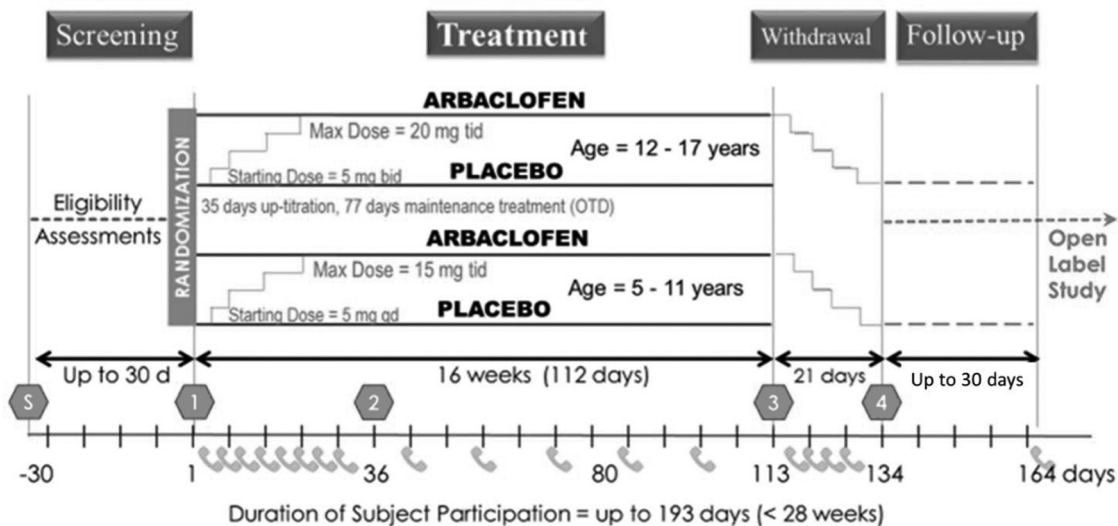 Screening
Treatment
Withdrawal
Follow-up
RANDOMIZATION
ARBACLOFEN
Max Dose = 20 mg tid
Age = 12 - 17 years
Starting Dose = 5 mg bid
PLACEBO
Eligibility
Assessments
35 days up-titration, 77 days maintenance treatment (OTD)
ARBACLOFEN
Max Dose = 15 mg tid
Age = 5 - 11 years
Starting Dose = 5 mg qd
PLACEBO
Open
Label
Study
Up to 30 d
16 weeks (112 days)
21 days
Up to 30 days
S
1
2
3
4
-30
1
36
80
113
134
164 days
Duration of Subject Participation = up to 193 days (< 28 weeks)